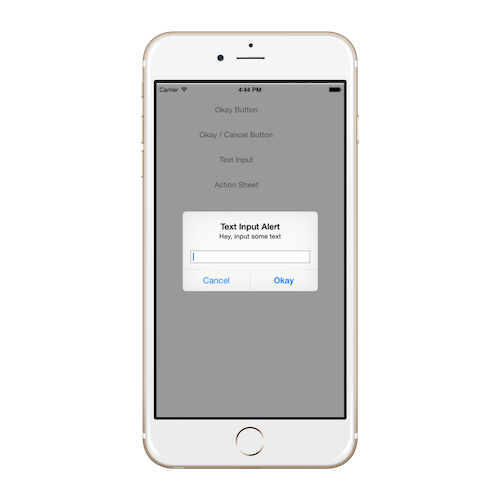 Carrier 4:44 PM
Okay Button
Okay / Cancel Button
Text Input
Action Sheet
Text Input Alert
Hey, input some text
Cancel Okay